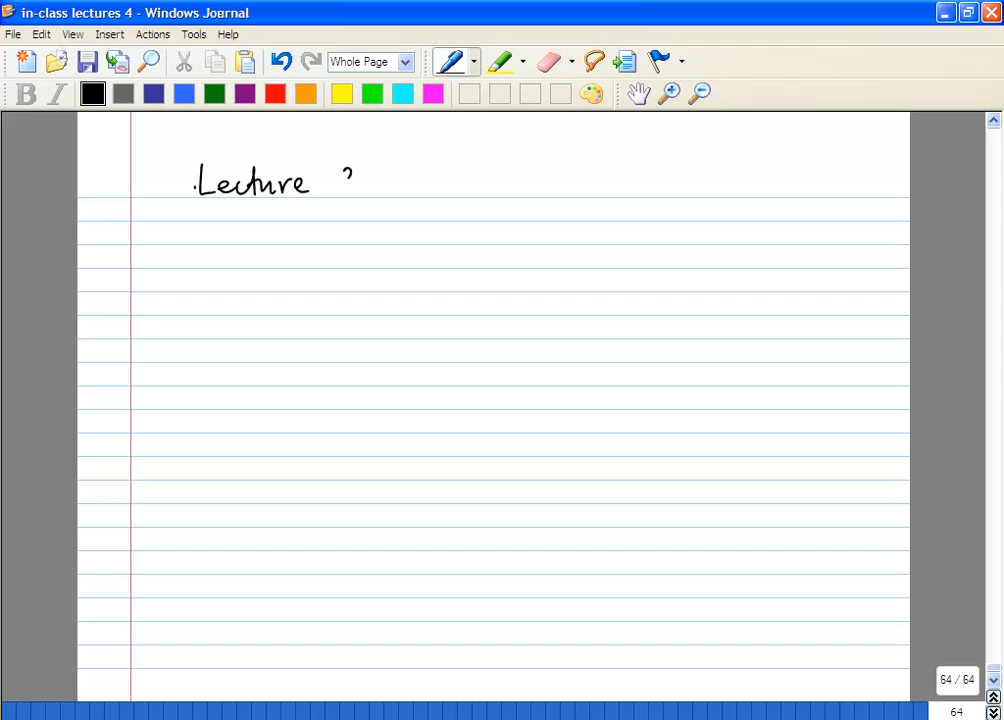 in-class lectures 4 - Windows Journal
File Edit View Insert Actions Tools Help
Whole Page
B I
Lecture
64 / 64
64